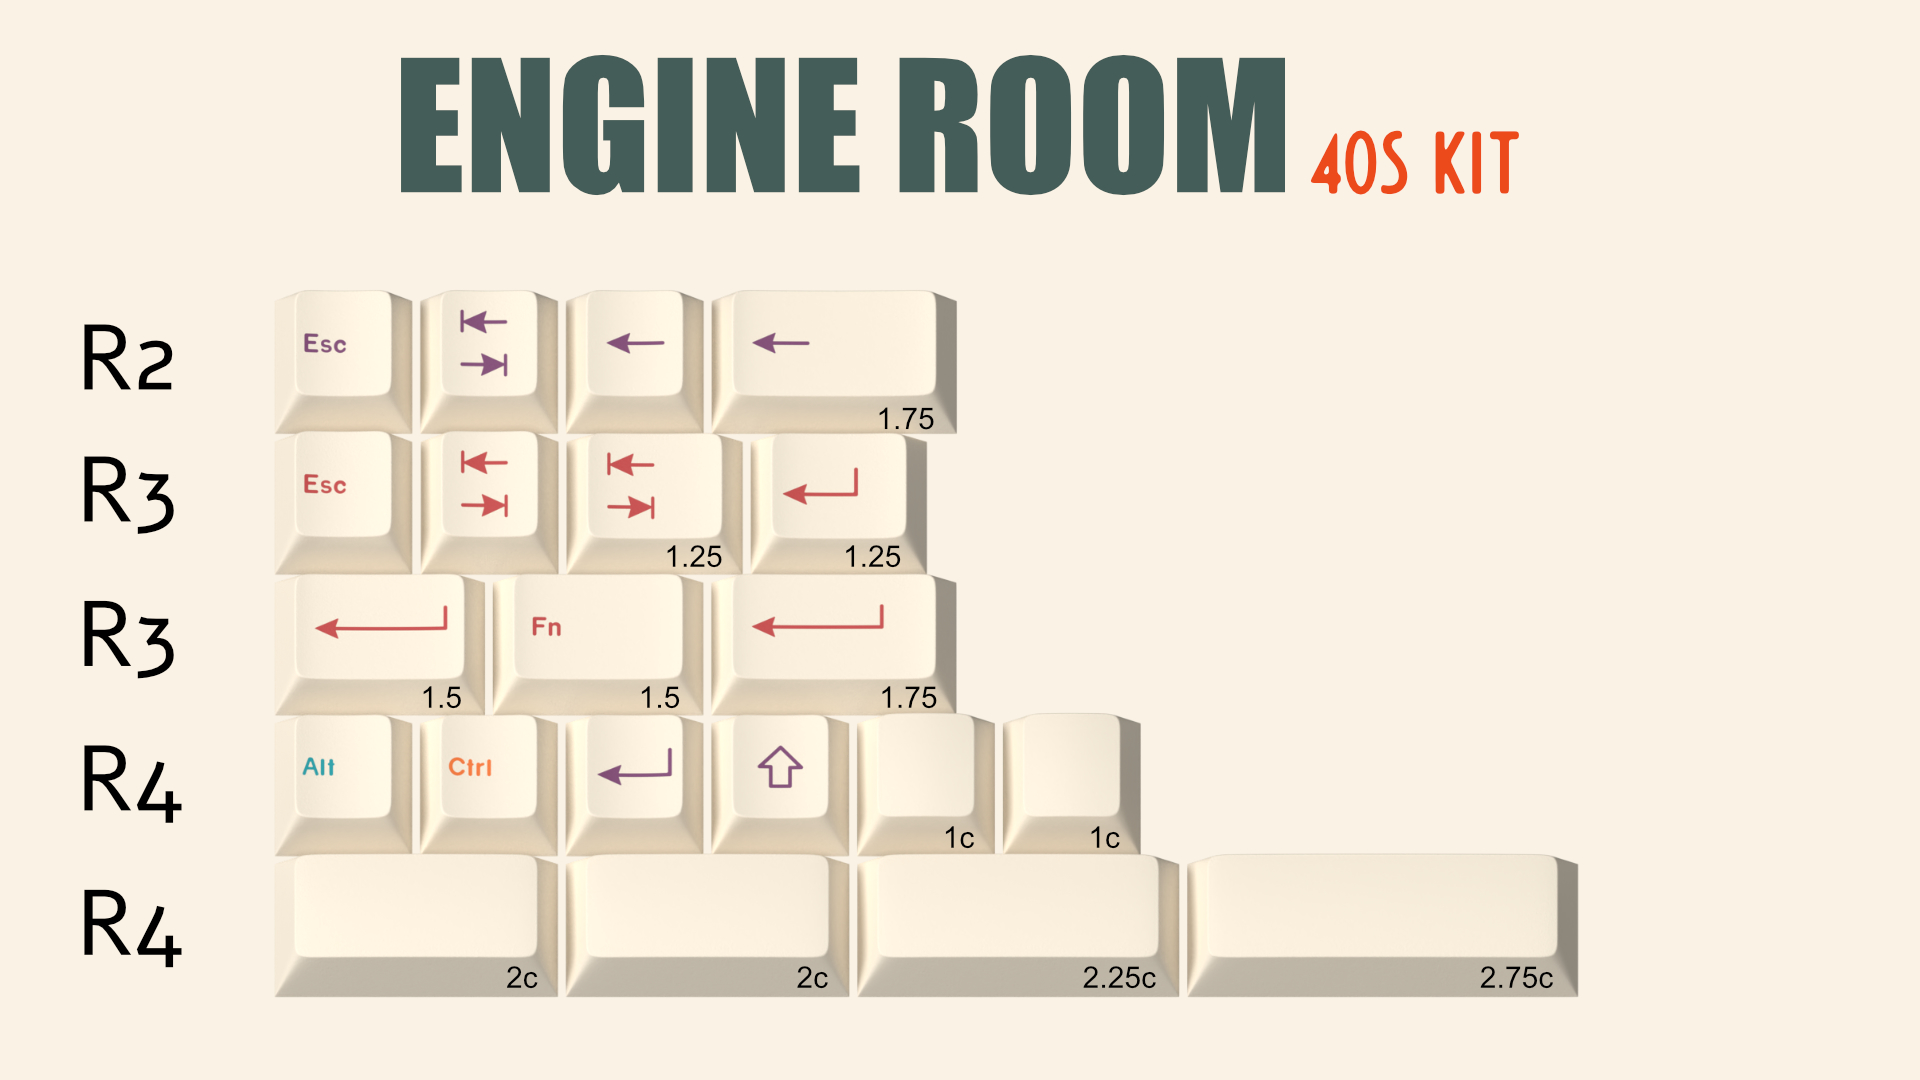 ENGINE ROOM 40S KIT
R2 Esc
1.75
R3 Esc
1.25 1.25
R3 Fn
1.5 1.5 1.75
R4 Alt Ctrl
1c 1c
R4
2c 2c 2.25c 2.75c